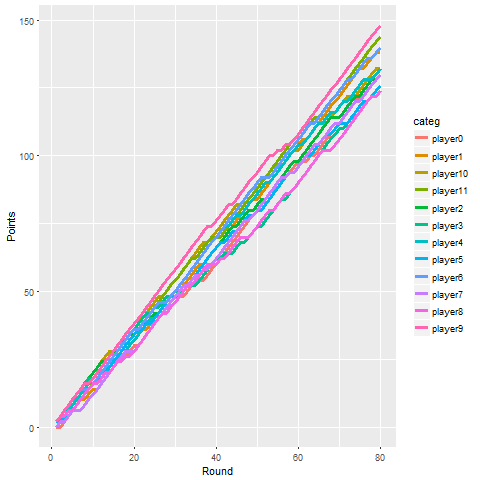 150
100
50
0
Points
0
20
40
60
80
Round
categ
player0
player1
player10
player11
player2
player3
player4
player5
player6
player7
player8
player9